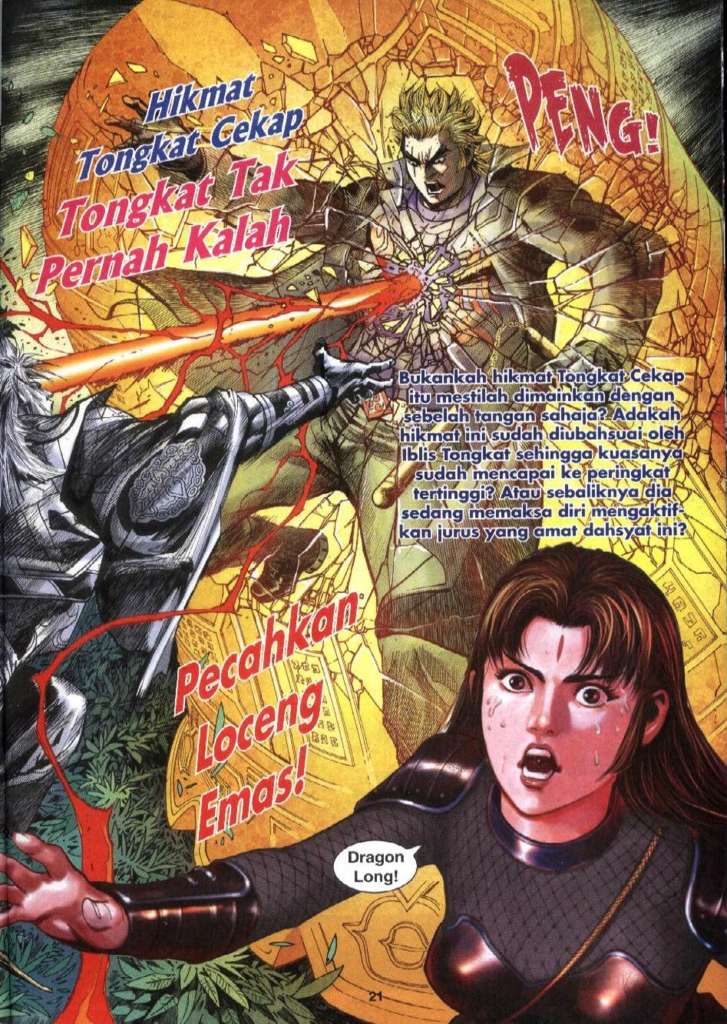 Hikmat
Tongkat Cekap
Tongkat Tak
Pernah Kalah
PENG!
Bukankah hikmat Tongkat Cekap
itu mestilah dimainkan dengan
sebelah tangan sahaja? Adakah
hikmat ini sudah diubahsuai oleh
Iblis Tongkat sehingga kuasanya
sudah mencapai ke peringkat
tertinggi? Atau sebaliknya dia
sedang memaksa diri mengaktif-
kan jurus yang amat dahsyat ini?
Pecahkan
Loceng
Emas!
Dragon
Long!
21